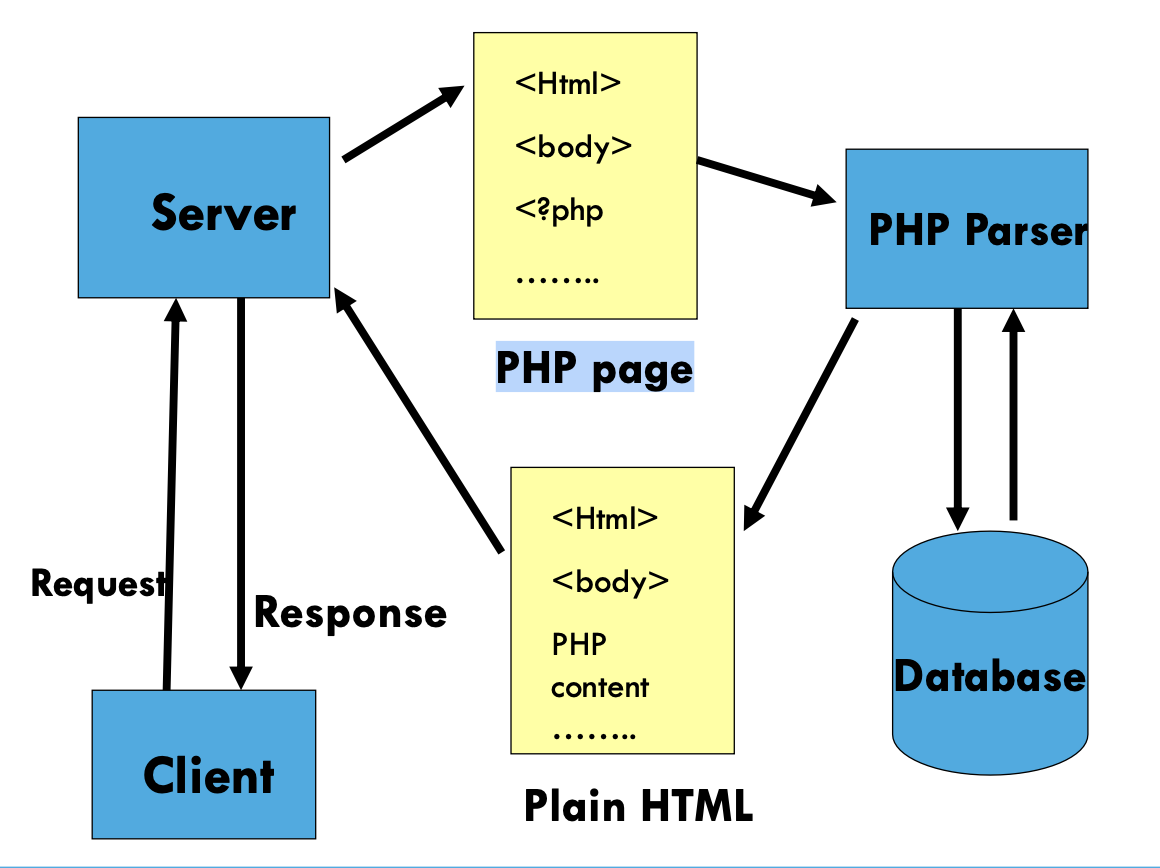 <Html>
<body>
<?php
……..
PHP page
Server
PHP Parser
Request
Response
<Html>
<body>
PHP
content
……..
Plain HTML
Database
Client